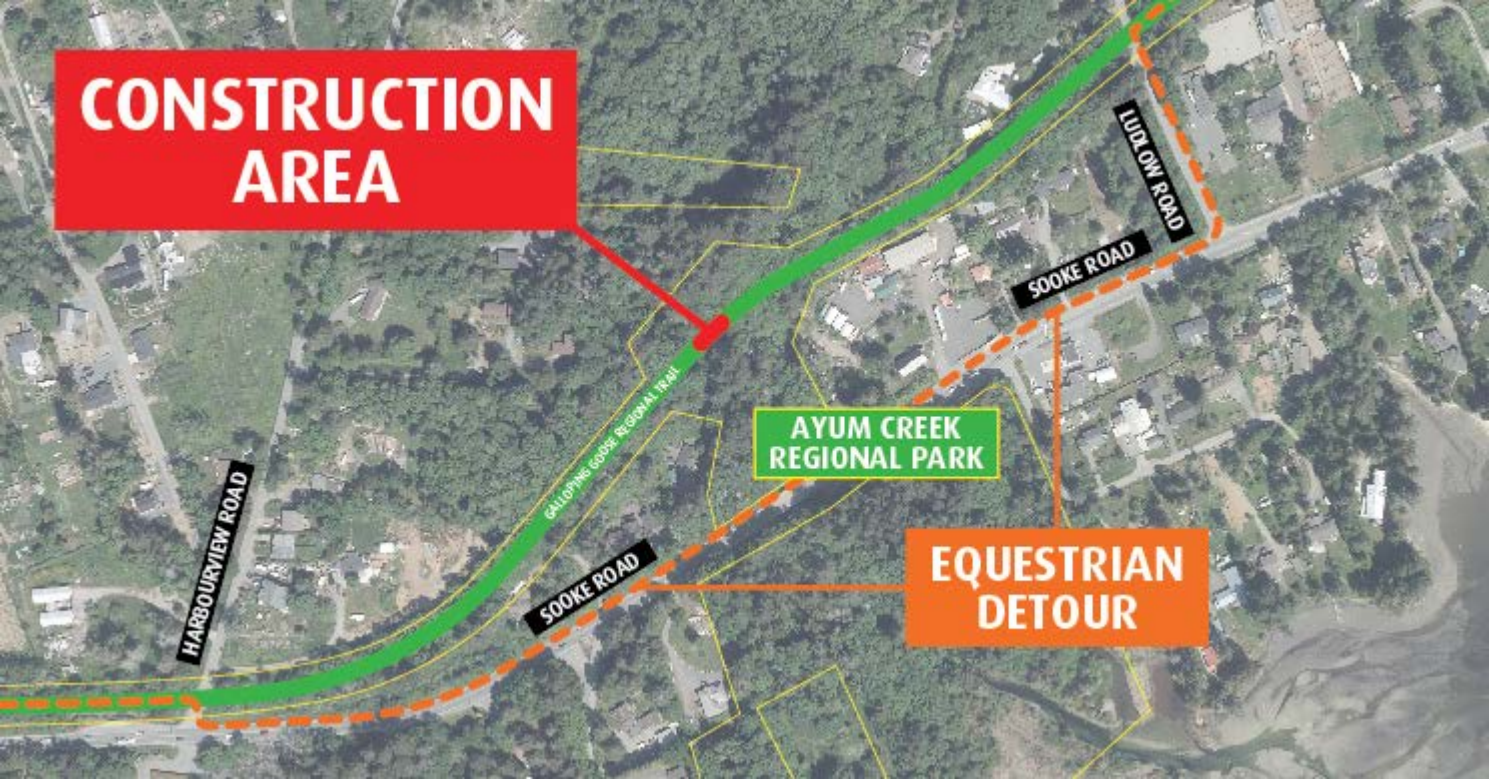 CONSTRUCTION
AREA
LUDLOW ROAD
SOOKE ROAD
GALLOPING GOOSE REGIONAL TRAIL
AYUM CREEK
REGIONAL PARK
HARBOURVIEW ROAD
SOOKE ROAD
EQUESTRIAN
DETOUR